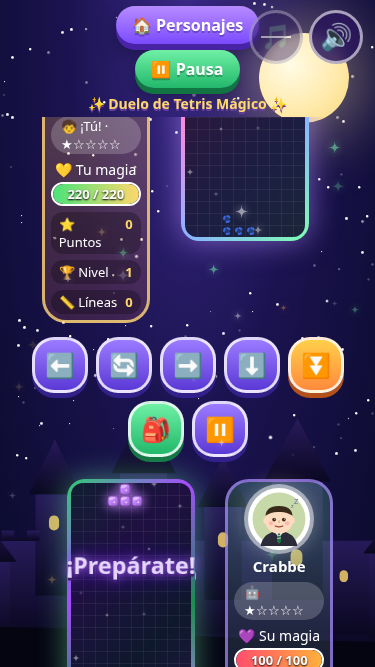 🏠 Personajes
⏸️ Pausa
✨Duelo de Tetris Mágico ✨
🧒 ¡Tú! ·
★☆☆☆☆
💛 Tu magia
220 / 220
⭐ Puntos 0
🏆 Nivel 1
📏 Líneas 0
¡Prepárate!
z
Crabbe
🤖
★☆☆☆☆
💜 Su magia
100 / 100